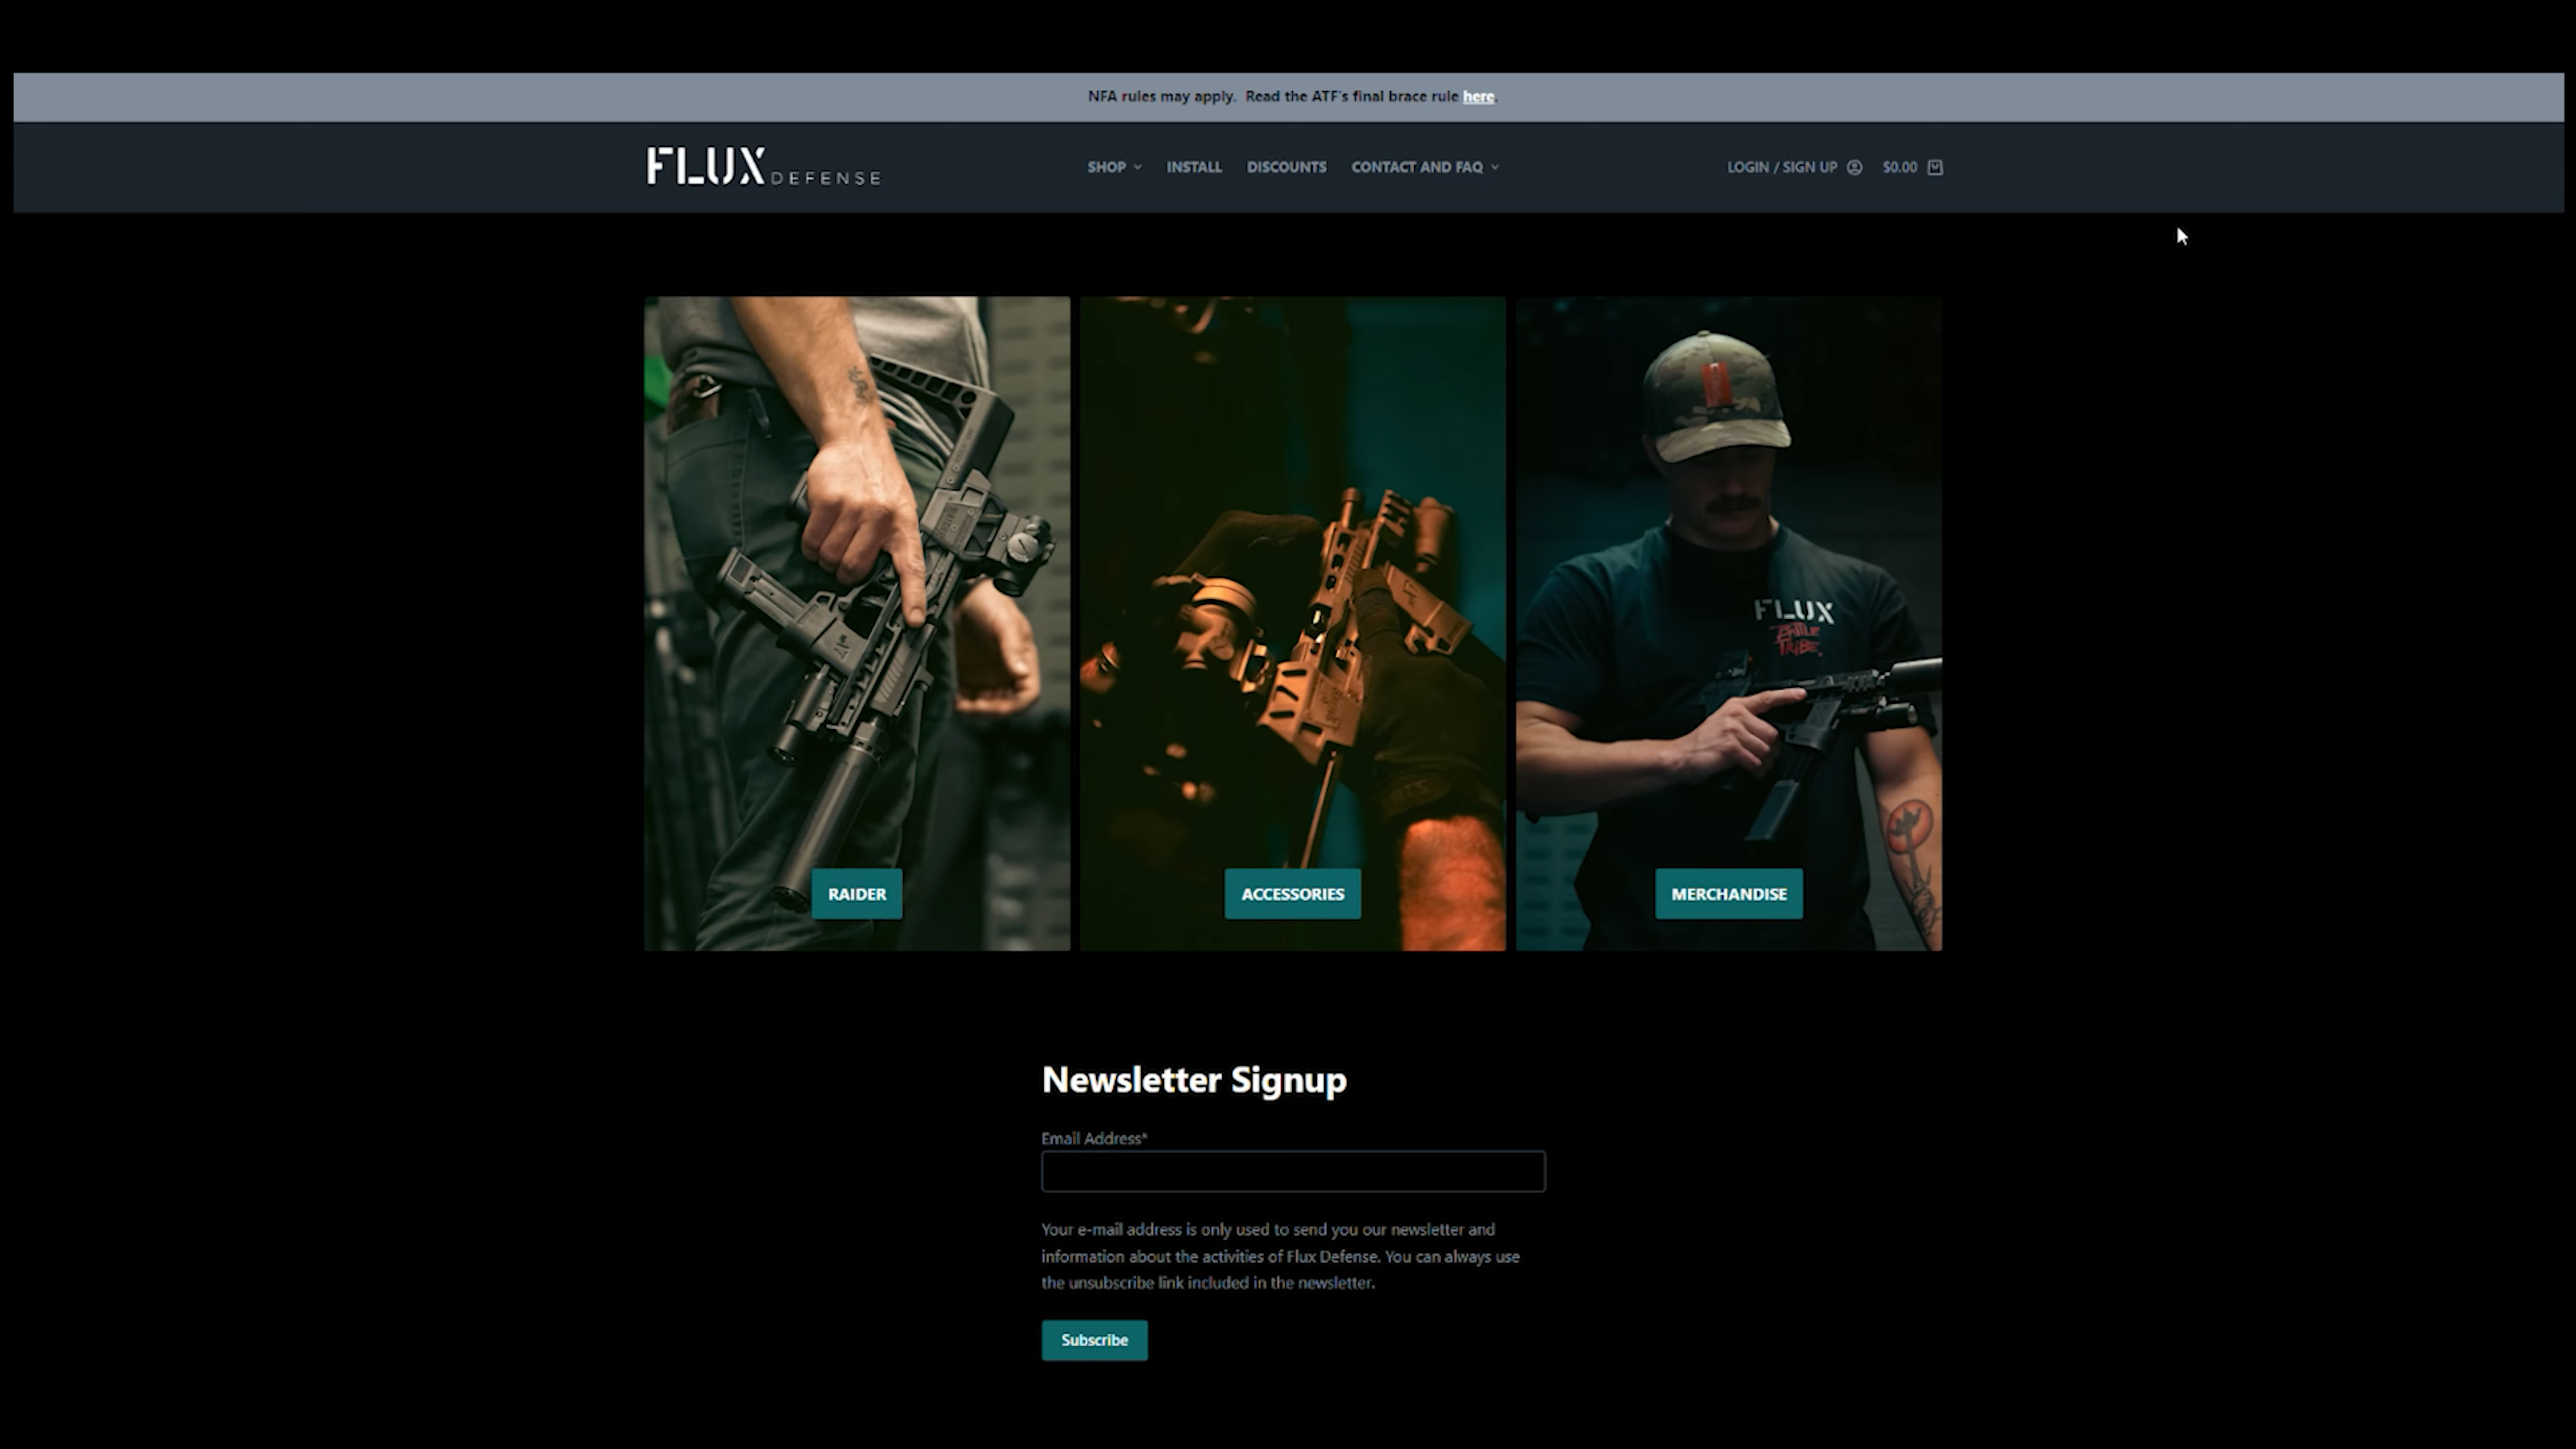 NFA rules may apply. Read the ATF's final brace rule here.
FLUX DEFENSE
SHOP INSTALL DISCOUNTS CONTACT AND FAQ
LOGIN / SIGN UP $0.00
FLUX
BATTLE
TRIBE
RAIDER
ACCESSORIES
MERCHANDISE
Newsletter Signup
Email Address*
Your e-mail address is only used to send you our newsletter and
information about the activities of Flux Defense. You can always use
the unsubscribe link included in the newsletter.
Subscribe